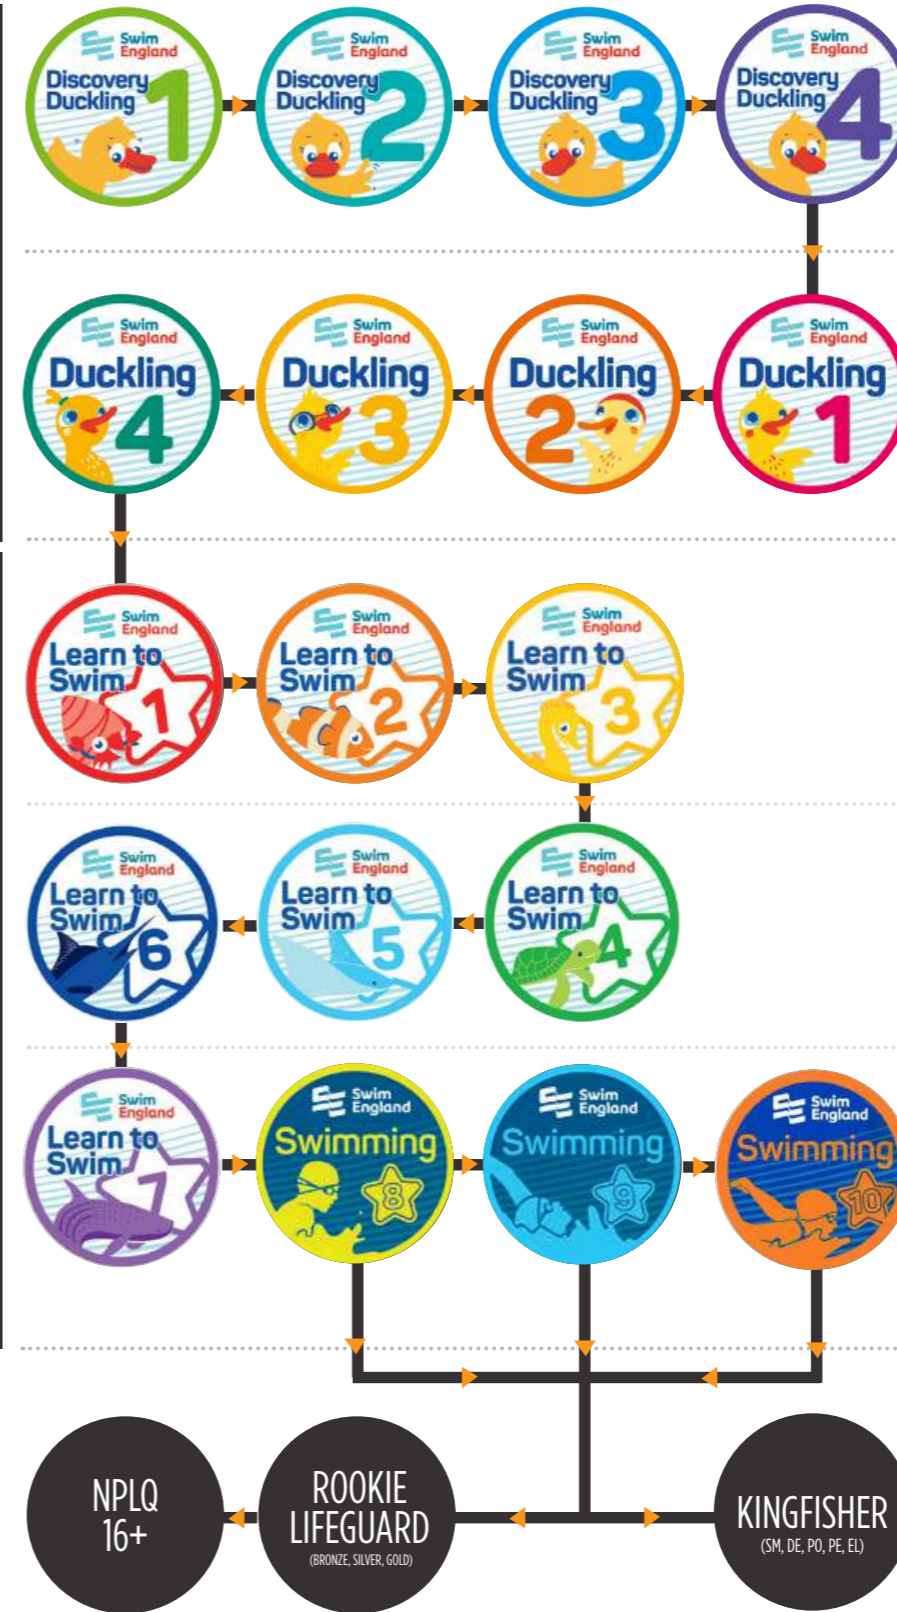 Swim
England
Discovery
Duckling
1
Swim
England
Discovery
Duckling
2
Swim
England
Discovery
Duckling
3
Swim
England
Discovery
Duckling
4
Swim
England
Duckling
4
Swim
England
Duckling
3
Swim
England
Duckling
2
Swim
England
Duckling
1
Swim
England
Learn to
Swim
1
Swim
England
Learn to
Swim
2
Swim
England
Learn to
Swim
3
Swim
England
Learn to
Swim
6
Swim
England
Learn to
Swim
5
Swim
England
Learn to
Swim
4
Swim
England
Learn to
Swim
7
Swim
England
Swimming
8
Swim
England
Swimming
9
Swim
England
Swimming
10
NPLQ
16+
ROOKIE
LIFEGUARD
(BRONZE, SILVER, GOLD)
KINGFISHER
(SM, DE, PO, PE, EL)